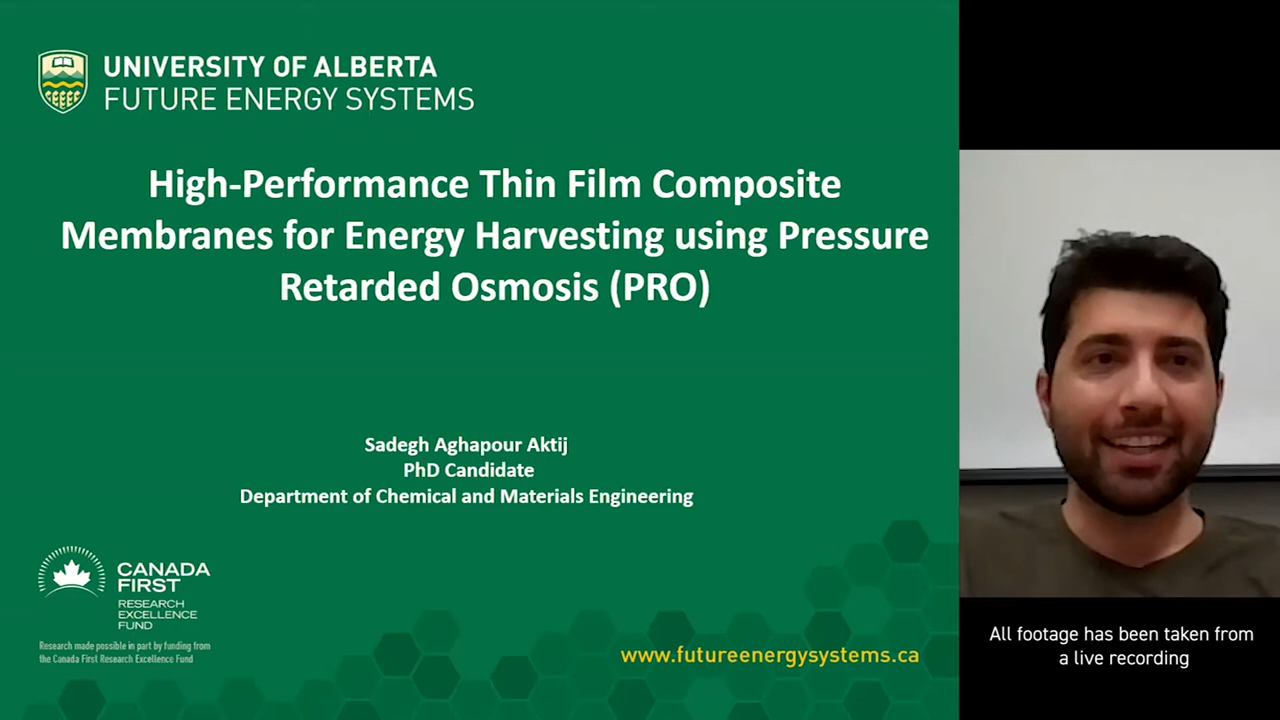 UNIVERSITY OF ALBERTA
FUTURE ENERGY SYSTEMS
High-Performance Thin Film Composite
Membranes for Energy Harvesting using Pressure
Retarded Osmosis (PRO)
Sadegh Aghapour Aktij
PhD Candidate
Department of Chemical and Materials Engineering
CANADA
FIRST
RESEARCH
EXCELLENCE
FUND
Research made possible in part by funding from
the Canada First Research Excellence Fund
www.futureenergysystems.ca
All footage has been taken from
a live recording